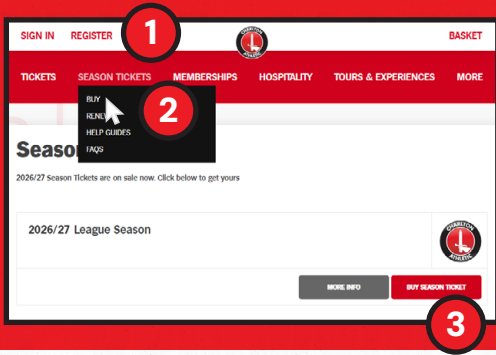 SIGN IN REGISTER 1 BASKET
TICKETS SEASON TICKETS MEMBERSHIPS HOSPITALITY TOURS & EXPERIENCES MORE
BUY 2
HELP GUIDES
FAQS
2026/27 Season Tickets are on sale now. Click below to get yours
2026/27 League Season
CHARLTON
ATHLETIC
MORE INFO BUY SEASON TICKET
3